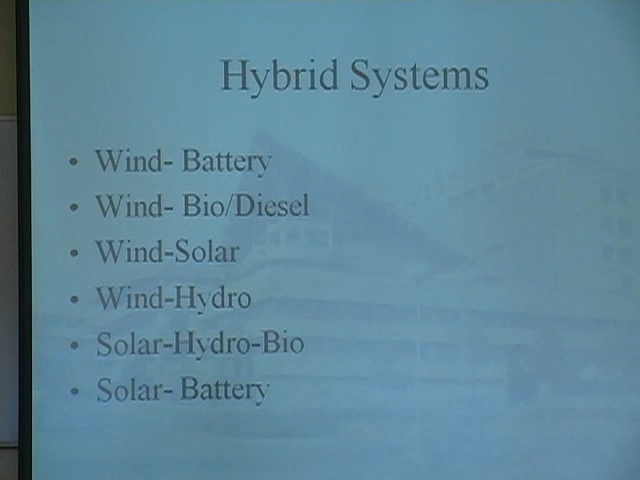 Hybrid Systems
• Wind- Battery
• Wind- Bio/Diesel
• Wind-Solar
• Wind-Hydro
• Solar-Hydro-Bio
• Solar- Battery